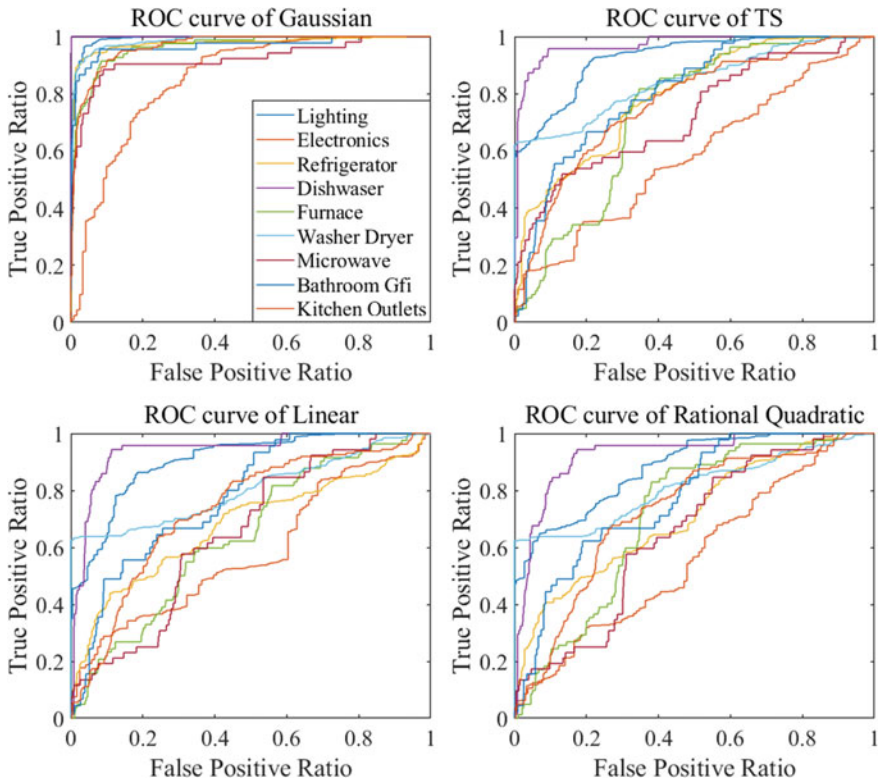 ROC curve of Gaussian
1
0.8
0.6
0.4
0.2
0
True Positive Ratio
Lighting
Electronics
Refrigerator
Dishwaser
Furnace
Washer Dryer
Microwave
Bathroom Gfi
Kitchen Outlets
0 0.2 0.4 0.6 0.8 1
False Positive Ratio
ROC curve of TS
1
0.8
0.6
0.4
0.2
0
True Positive Ratio
0 0.2 0.4 0.6 0.8 1
False Positive Ratio
ROC curve of Linear
1
0.8
0.6
0.4
0.2
0
True Positive Ratio
0 0.2 0.4 0.6 0.8 1
False Positive Ratio
ROC curve of Rational Quadratic
1
0.8
0.6
0.4
0.2
0
True Positive Ratio
0 0.2 0.4 0.6 0.8 1
False Positive Ratio